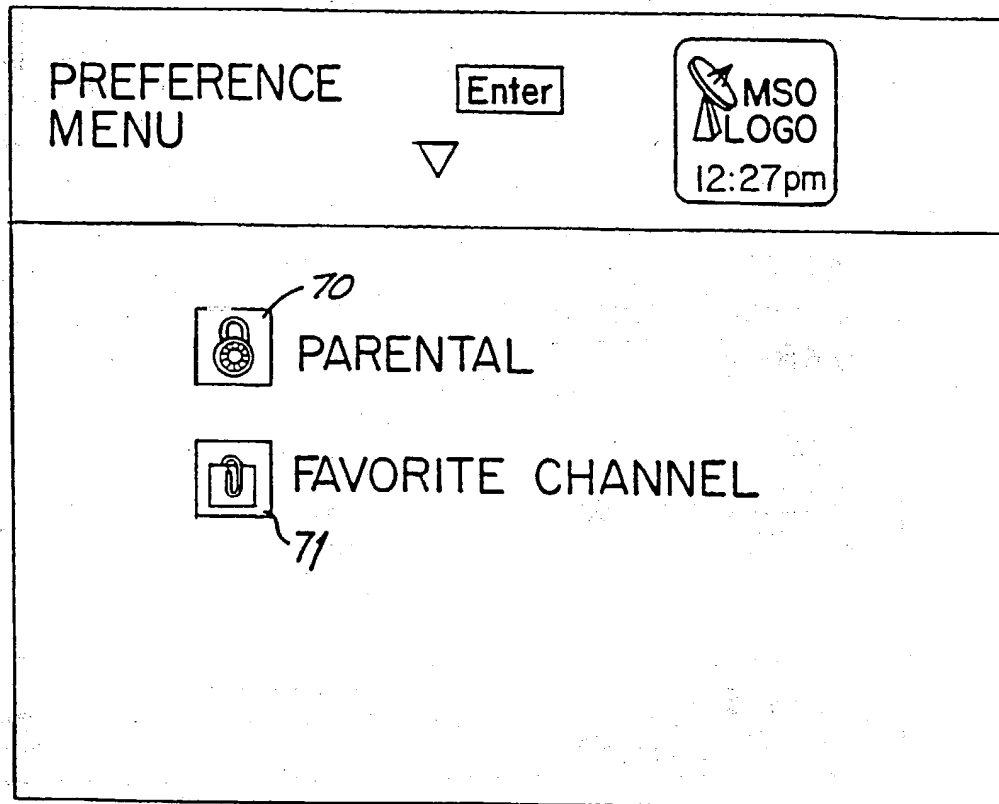 PREFERENCE
MENU
Enter
MSO
LOGO
12:27pm
70
PARENTAL
FAVORITE CHANNEL
71